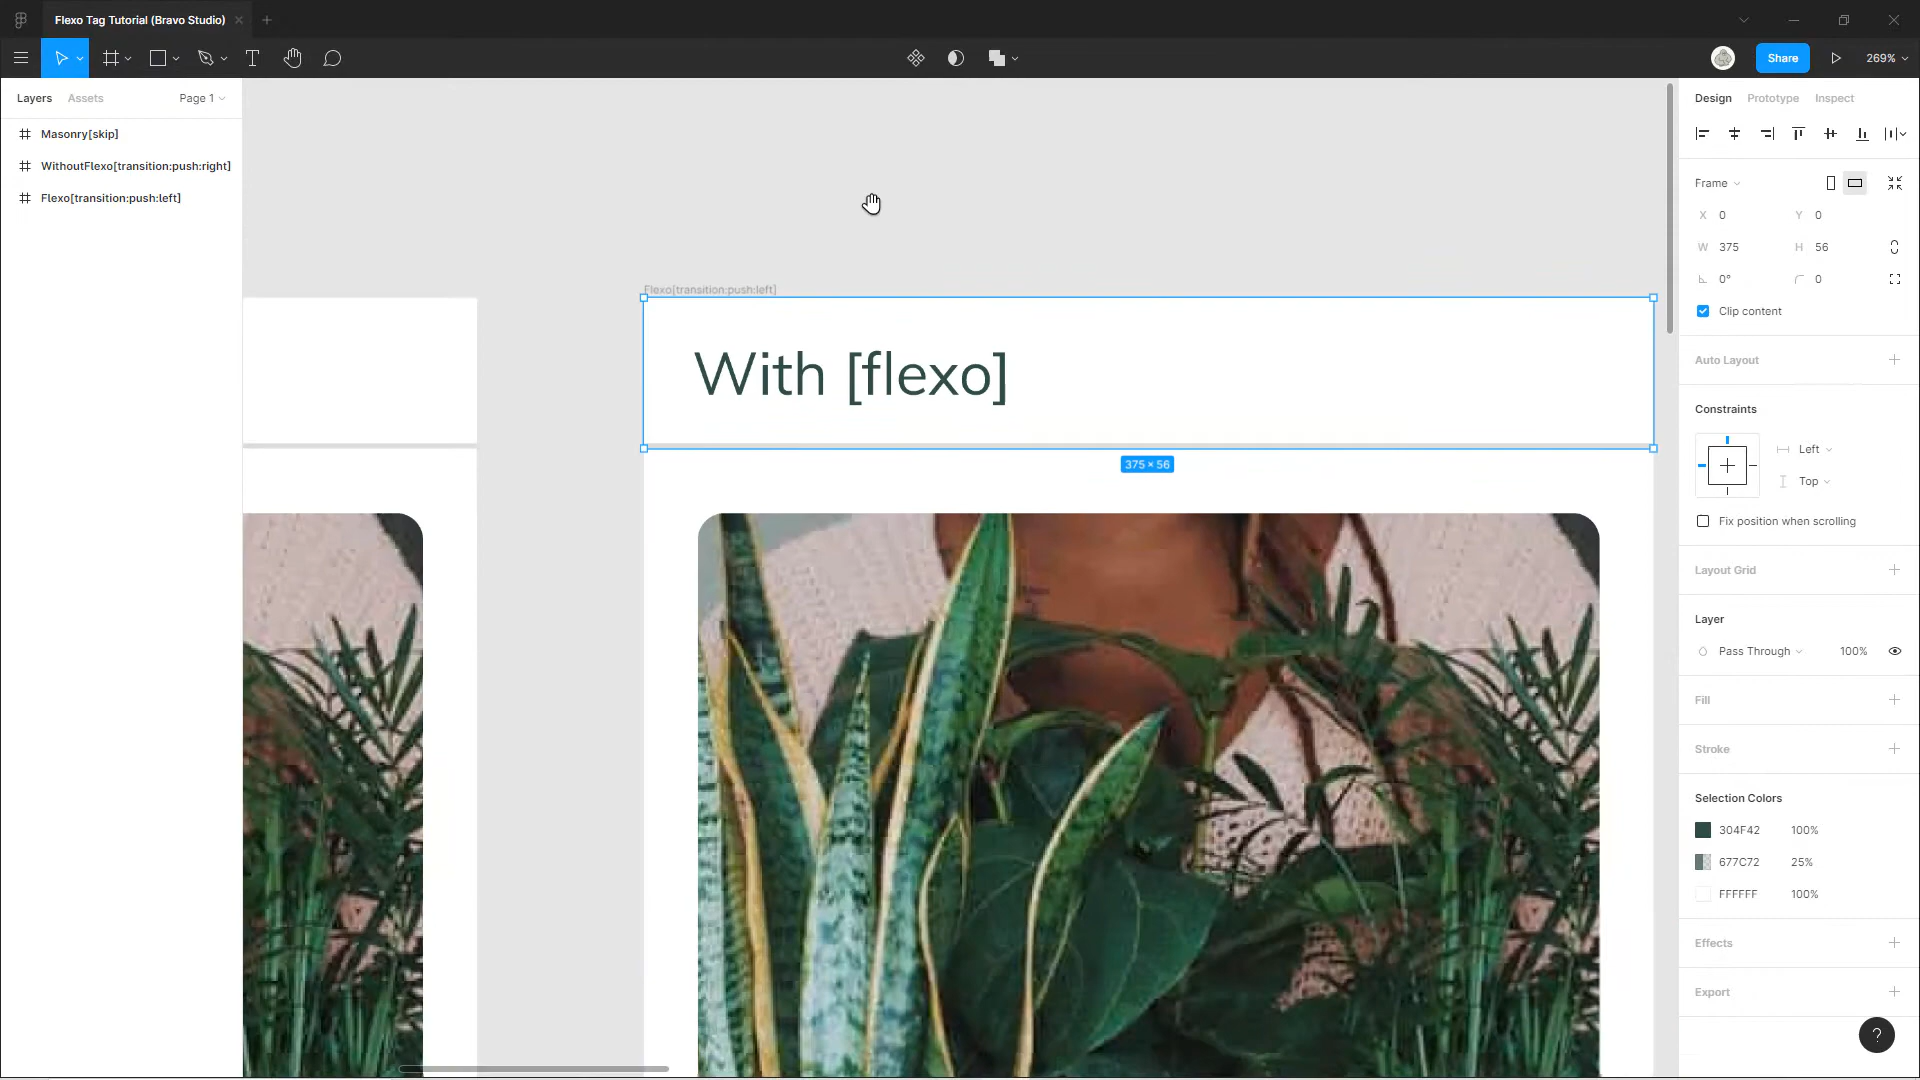 Flexo Tag Tutorial (Bravo Studio)
Share
269%
Layers Assets Page 1
Masonry[skip]
WithoutFlexo[transition:push:right]
Flexo[transition:push:left]
Flexo[transition:push:left]
With [flexo]
375 × 56
Design Prototype Inspect
Frame
X 0 Y 0
W 375 H 56
0° 0
Clip content
Auto Layout
Constraints
Left
Top
Fix position when scrolling
Layout Grid
Layer
Pass Through 100%
Fill
Stroke
Selection Colors
304F42 100%
677C72 25%
FFFFFF 100%
Effects
Export
?